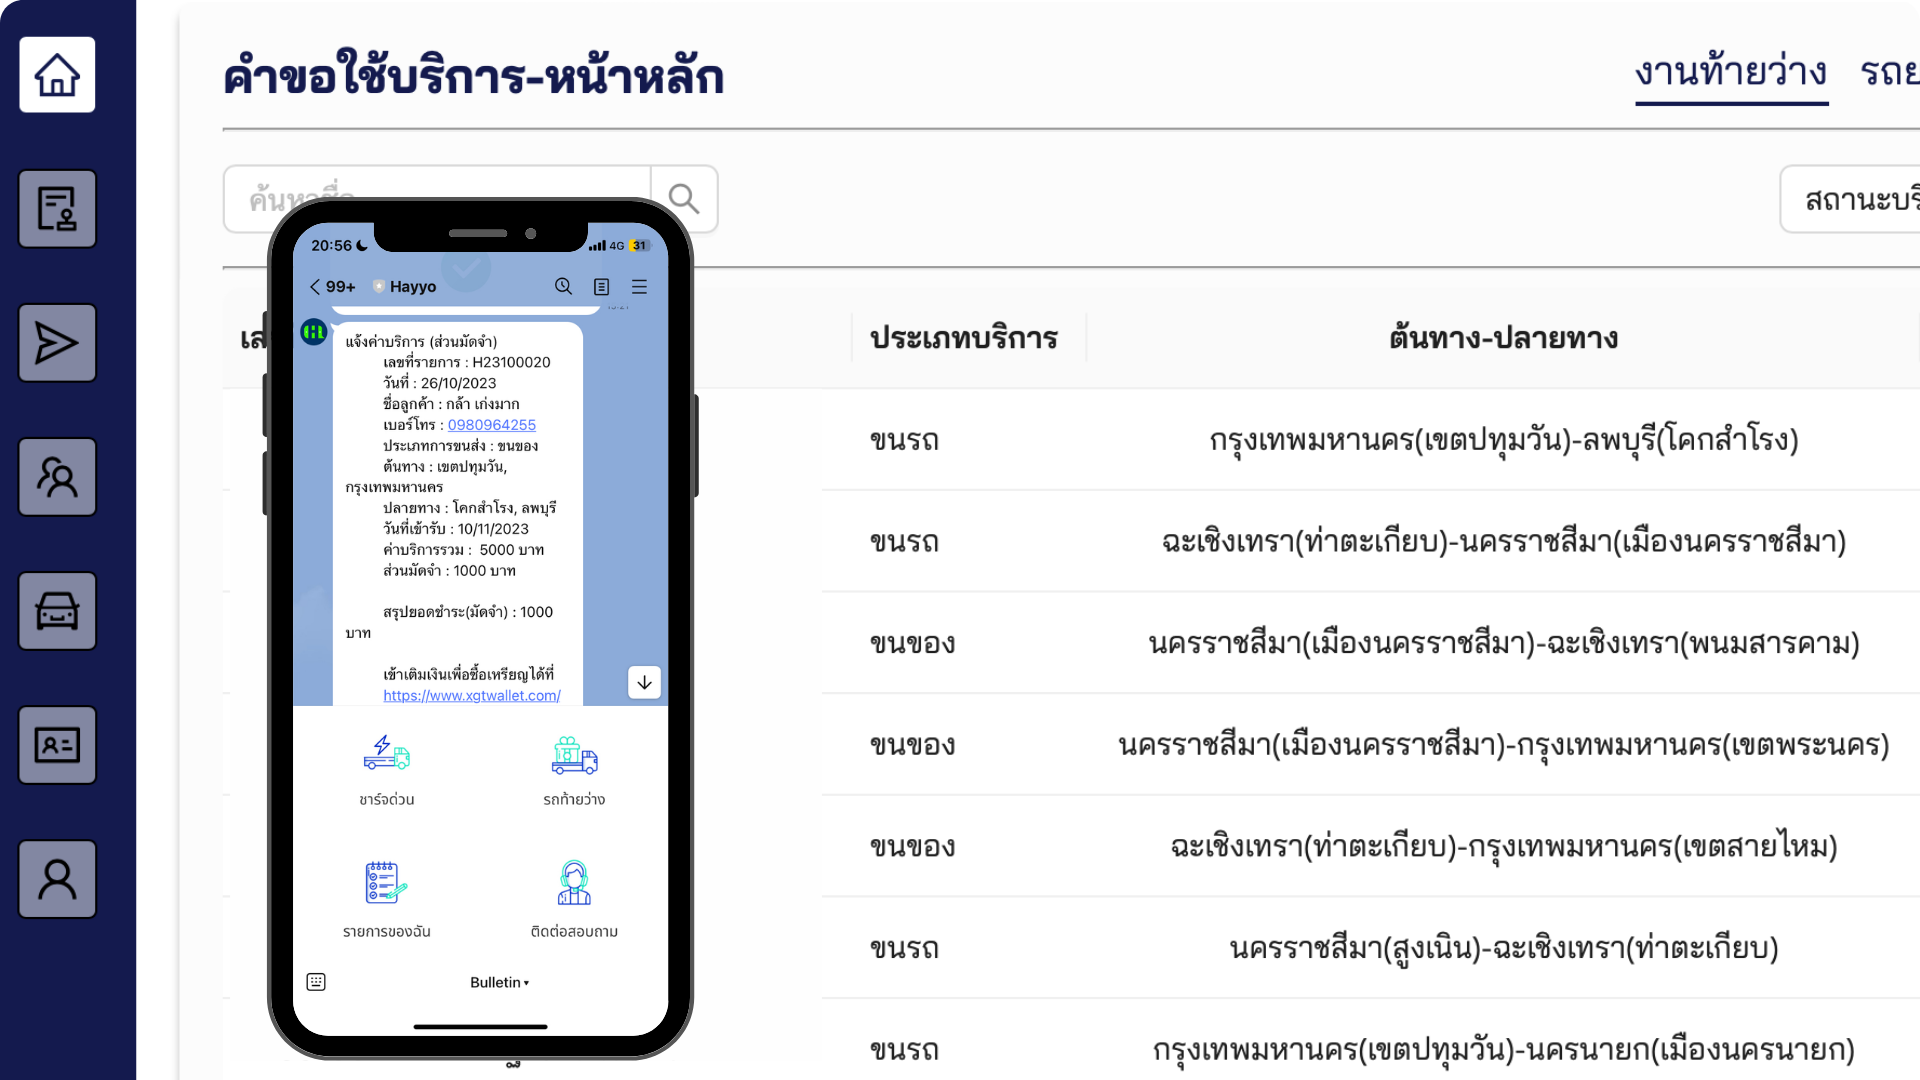 คำขอใช้บริการ-หน้าหลัก
งานท้ายว่าง
ค้นหาชื่อ
20:56
4G
31
99+
Hayyo
ประเภทบริการ
ต้นทาง-ปลายทาง
แจ้งค่าบริการ (ส่วนมัดจำ)
เลขที่รายการ : H23100020
วันที่ : 26/10/2023
ชื่อลูกค้า : กล้า เก่งมาก
เบอร์โทร : 0980964255
ประเภทการขนส่ง : ขนของ
ต้นทาง : เขตปทุมวัน,
กรุงเทพมหานคร
ปลายทาง : โคกสำโรง, ลพบุรี
วันที่เข้ารับ : 10/11/2023
ค่าบริการรวม : 5000 บาท
ส่วนมัดจำ : 1000 บาท
สรุปยอดชำระ(มัดจำ) : 1000
บาท
เข้าเติมเงินเพื่อซื้อเหรียญได้ที่
https://www.xgtwallet.com/
ชาร์จด่วน
รถท้ายว่าง
รายการของฉัน
ติดต่อสอบถาม
Bulletin ▾
ขนรถ กรุงเทพมหานคร(เขตปทุมวัน)-ลพบุรี(โคกสำโรง)
ขนรถ ฉะเชิงเทรา(ท่าตะเกียบ)-นครราชสีมา(เมืองนครราชสีมา)
ขนของ นครราชสีมา(เมืองนครราชสีมา)-ฉะเชิงเทรา(พนมสารคาม)
ขนของ นครราชสีมา(เมืองนครราชสีมา)-กรุงเทพมหานคร(เขตพระนคร)
ขนของ ฉะเชิงเทรา(ท่าตะเกียบ)-กรุงเทพมหานคร(เขตสายไหม)
ขนรถ นครราชสีมา(สูงเนิน)-ฉะเชิงเทรา(ท่าตะเกียบ)
ขนรถ กรุงเทพมหานคร(เขตปทุมวัน)-นครนายก(เมืองนครนายก)